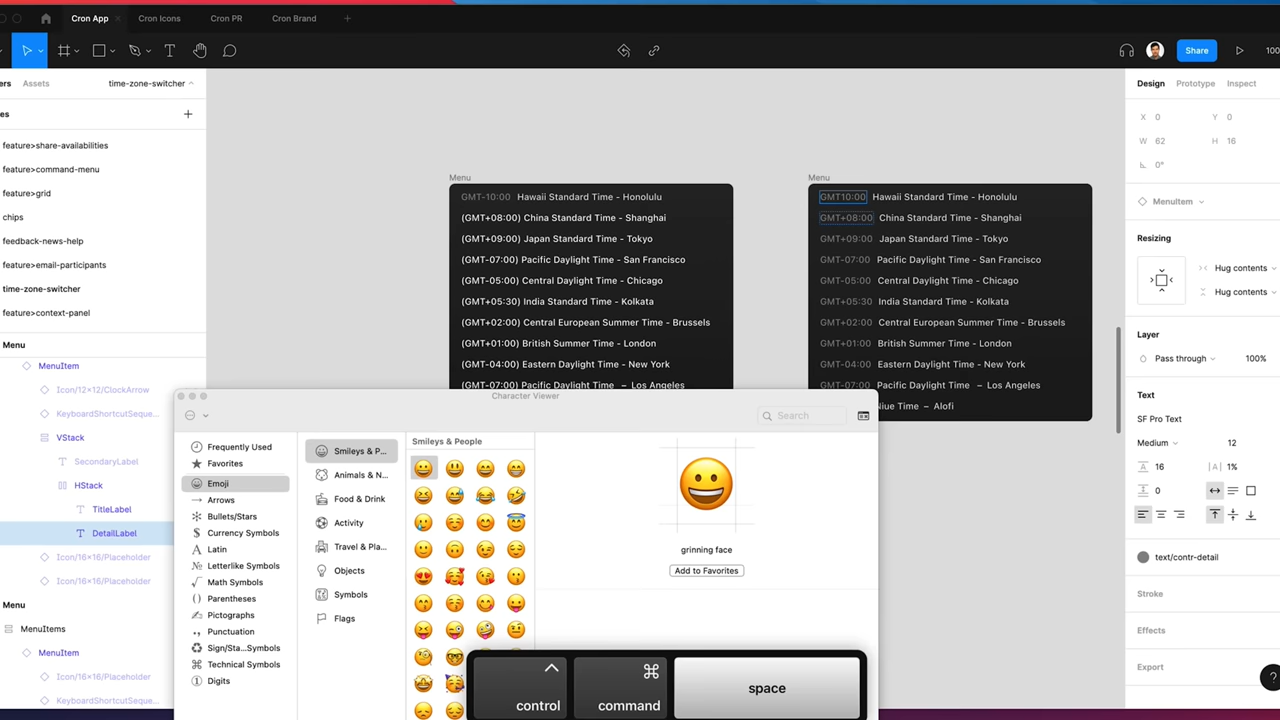 Cron App
Cron Icons
Cron PR
Cron Brand
Share
100
ers
Assets
time-zone-switcher
es
feature>share-availabilities
feature>command-menu
feature>grid
chips
feedback-news-help
feature>email-participants
time-zone-switcher
feature>context-panel
Menu
MenuItem
Icon/12×12/ClockArrow
KeyboardShortcutSeque...
VStack
SecondaryLabel
HStack
TitleLabel
DetailLabel
Icon/16×16/Placeholder
Icon/16×16/Placeholder
Menu
MenuItems
MenuItem
Icon/16×16/Placeholder
KeyboardShortcutSeque...
Menu
GMT-10:00 Hawaii Standard Time - Honolulu
(GMT+08:00) China Standard Time - Shanghai
(GMT+09:00) Japan Standard Time - Tokyo
(GMT-07:00) Pacific Daylight Time - San Francisco
(GMT-05:00) Central Daylight Time - Chicago
(GMT+05:30) India Standard Time - Kolkata
(GMT+02:00) Central European Summer Time - Brussels
(GMT+01:00) British Summer Time - London
(GMT-04:00) Eastern Daylight Time - New York
(GMT-07:00) Pacific Daylight Time – Los Angeles
Menu
GMT10:00 Hawaii Standard Time - Honolulu
GMT+08:00 China Standard Time - Shanghai
GMT+09:00 Japan Standard Time - Tokyo
GMT-07:00 Pacific Daylight Time - San Francisco
GMT-05:00 Central Daylight Time - Chicago
GMT+05:30 India Standard Time - Kolkata
GMT+02:00 Central European Summer Time - Brussels
GMT+01:00 British Summer Time - London
GMT-04:00 Eastern Daylight Time - New York
GMT-07:00 Pacific Daylight Time – Los Angeles
Niue Time – Alofi
Character Viewer
Search
Frequently Used
Favorites
Emoji
Arrows
Bullets/Stars
Currency Symbols
Latin
Letterlike Symbols
Math Symbols
Parentheses
Pictographs
Punctuation
Sign/Sta...Symbols
Technical Symbols
Digits
Smileys & P...
Animals & N...
Food & Drink
Activity
Travel & Pla...
Objects
Symbols
Flags
Smileys & People
grinning face
Add to Favorites
control
command
space
Design
Prototype
Inspect
X 0
Y 0
W 62
H 16
0°
MenuItem
Resizing
Hug contents
Hug contents
Layer
Pass through
100%
Text
SF Pro Text
Medium
12
16
1%
0
text/contr-detail
Stroke
Effects
Export
?